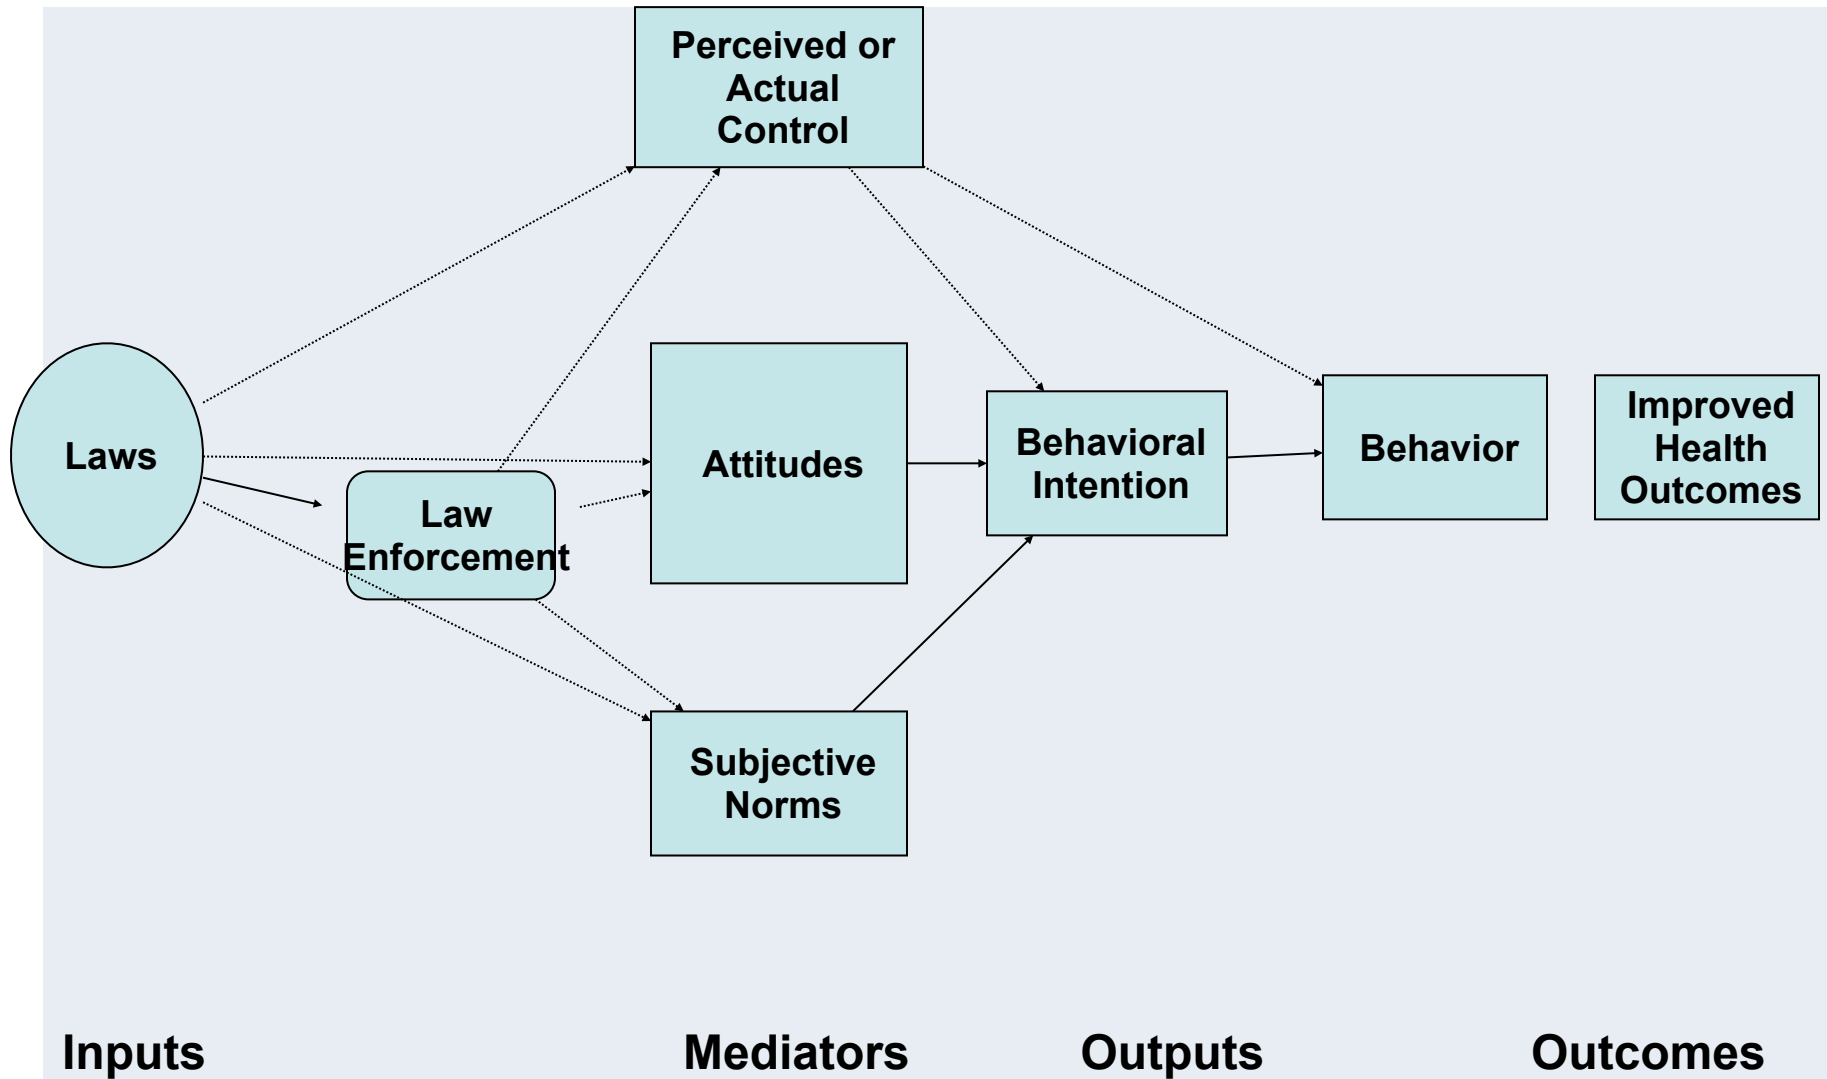 Perceived or
Actual
Control
Laws
Law
Enforcement
Attitudes
Behavioral
Intention
Behavior
Improved
Health
Outcomes
Subjective
Norms
Inputs
Mediators
Outputs
Outcomes